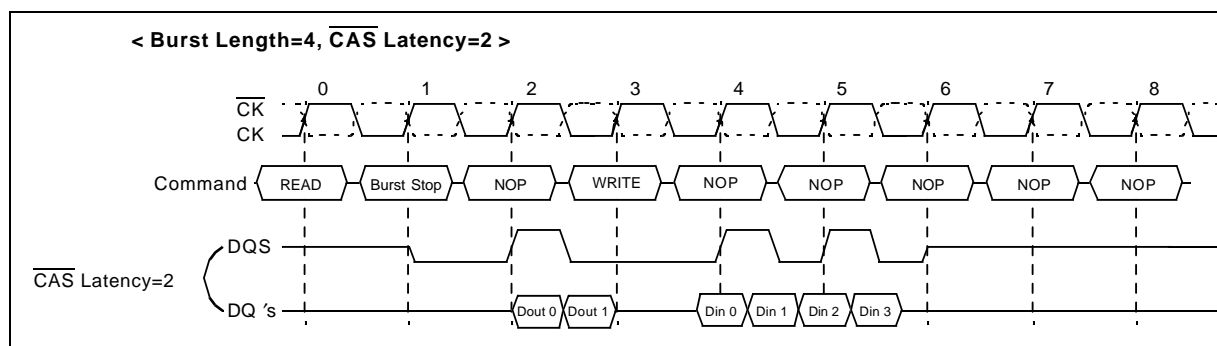 < Burst Length=4, CAS Latency=2 >
0 1 2 3 4 5 6 7 8
CK
CK
Command READ Burst Stop NOP WRITE NOP NOP NOP NOP NOP
DQS
CAS Latency=2
DQ 's Dout 0 Dout 1 Din 0 Din 1 Din 2 Din 3